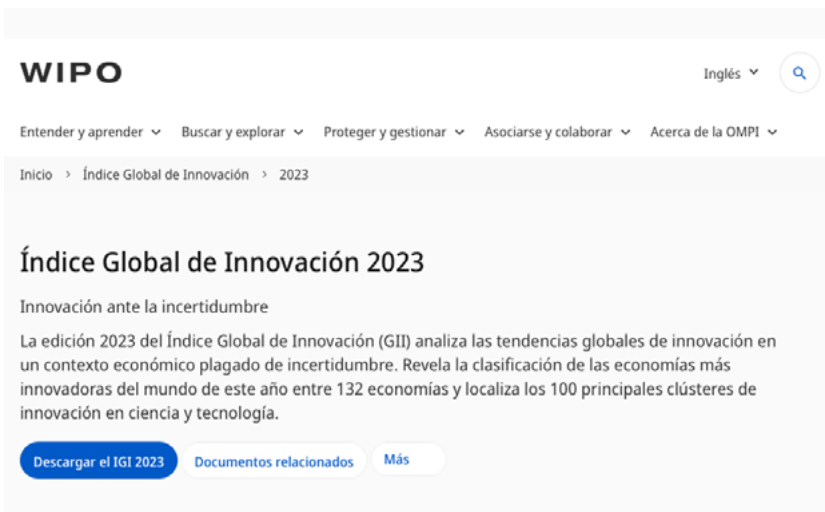 WIPO
Inglés
Entender y aprender Buscar y explorar Proteger y gestionar Asociarse y colaborar Acerca de la OMPI
Inicio > Índice Global de Innovación > 2023
Índice Global de Innovación 2023
Innovación ante la incertidumbre
La edición 2023 del Índice Global de Innovación (GII) analiza las tendencias globales de innovación en
un contexto económico plagado de incertidumbre. Revela la clasificación de las economías más
innovadoras del mundo de este año entre 132 economías y localiza los 100 principales clústeres de
innovación en ciencia y tecnología.
Descargar el IGI 2023 Documentos relacionados Más